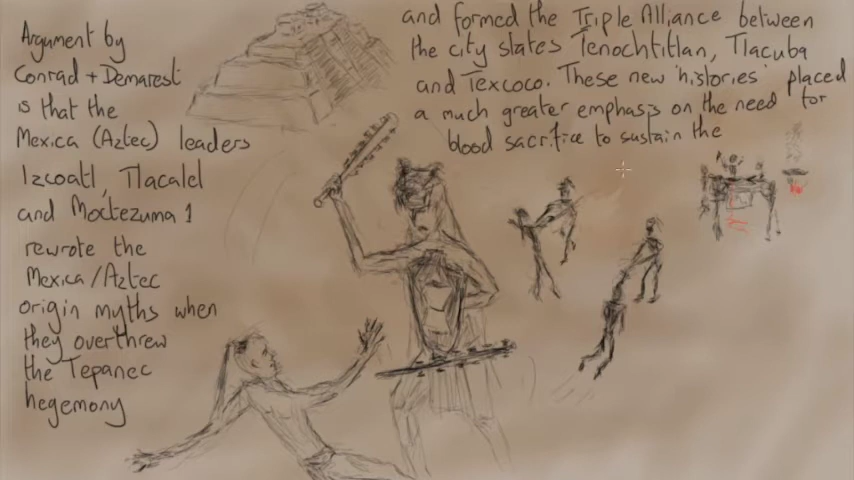 Argument by
Conrad + Demarest
is that the
Mexica (Aztec) leaders
Izcoatl, Tlacalel
and Moctezuma 1
rewrote the
Mexica/Aztec
origin myths when
they overthrew
the Tepanec
hegemony
and formed the Triple Alliance between
the city states Tenochtitlan, Tlacuba
and Texcoco. These new 'histories' placed
a much greater emphasis on the need for
blood sacrifice to sustain the